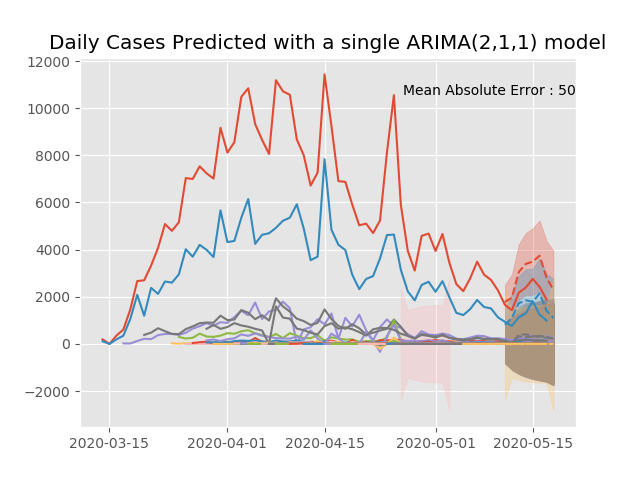 Daily Cases Predicted with a single ARIMA(2,1,1) model
12000
Mean Absolute Error : 50
10000
8000
6000
4000
2000
0
−2000
2020-03-15 2020-04-01 2020-04-15 2020-05-01 2020-05-15